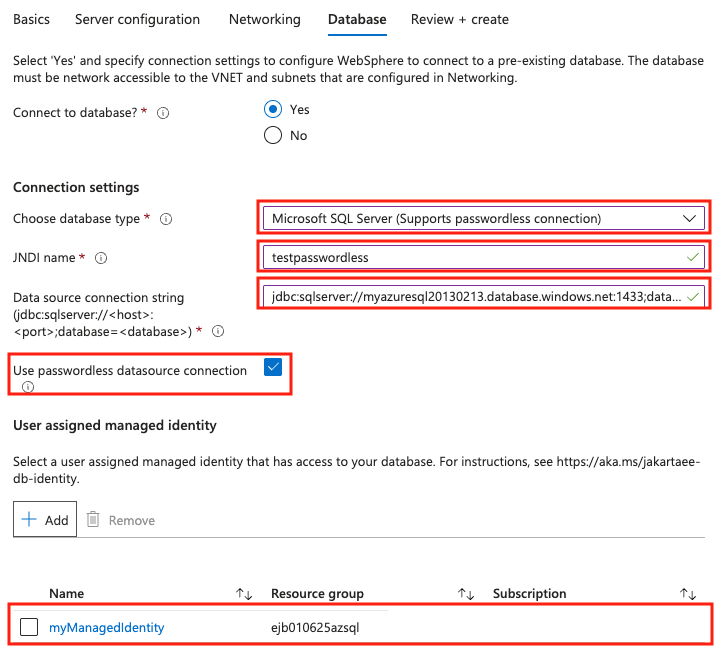 Basics Server configuration Networking Database Review + create
Select 'Yes' and specify connection settings to configure WebSphere to connect to a pre-existing database. The database
must be network accessible to the VNET and subnets that are configured in Networking.
Connect to database? * Yes
No
Connection settings
Choose database type * Microsoft SQL Server (Supports passwordless connection)
JNDI name * testpasswordless
Data source connection string jdbc:sqlserver://myazuresql20130213.database.windows.net:1433;data...
(jdbc:sqlserver://<host>:
<port>;database=<database>) *
Use passwordless datasource connection
User assigned managed identity
Select a user assigned managed identity that has access to your database. For instructions, see https://aka.ms/jakartaee-
db-identity.
Add Remove
Name Resource group Subscription
myManagedIdentity ejb010625azsql